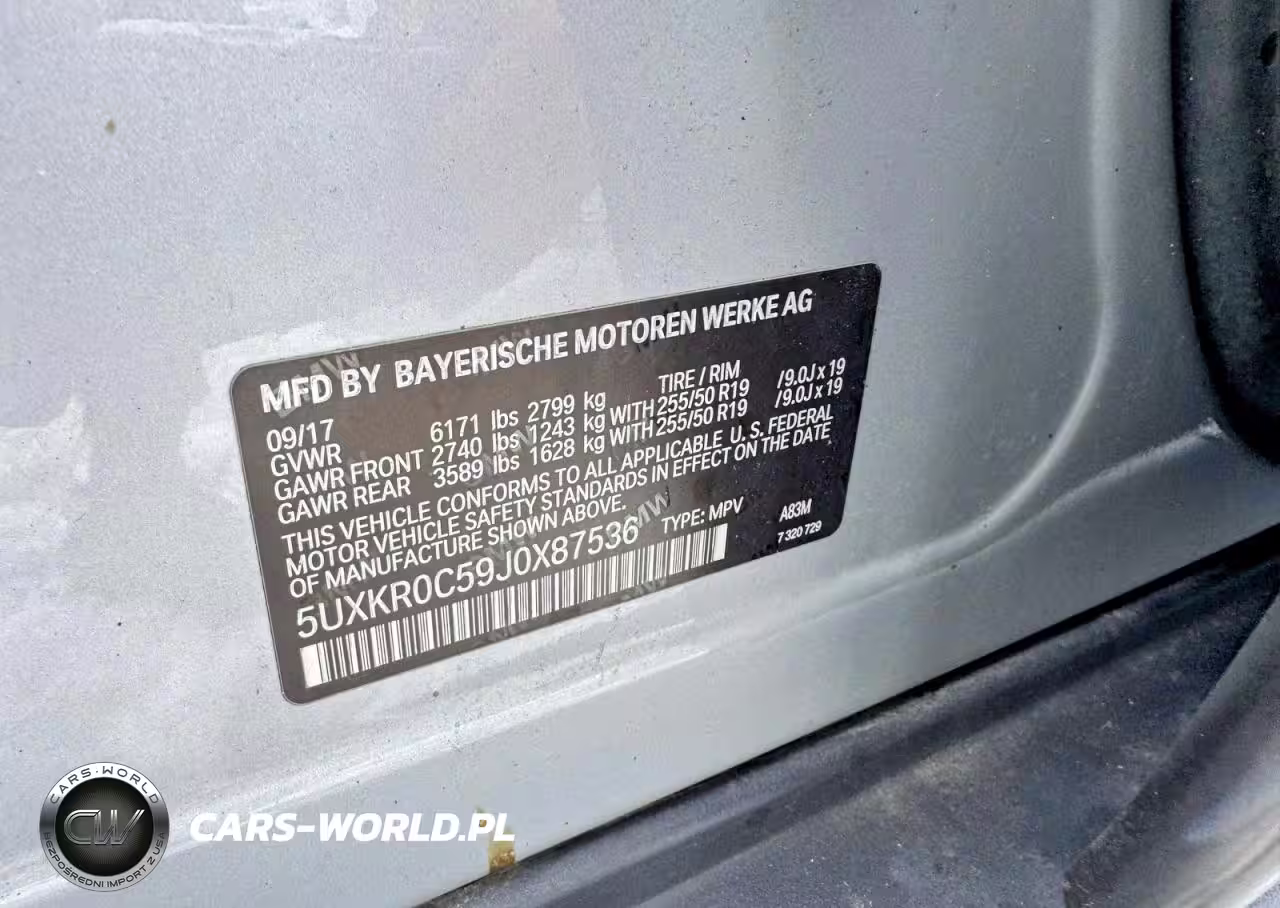 MFD BY BAYERISCHE MOTOREN WERKE AG
09/17 TIRE / RIM
GVWR 6171 lbs 2799 kg
GAWR FRONT 2740 lbs 1243 kg WITH 255/50 R19 /9.0J x 19
GAWR REAR 3589 lbs 1628 kg WITH 255/50 R19 /9.0J x 19
THIS VEHICLE CONFORMS TO ALL APPLICABLE U.S. FEDERAL
MOTOR VEHICLE SAFETY STANDARDS IN EFFECT ON THE DATE
OF MANUFACTURE SHOWN ABOVE.
5UXKR0C59J0X87536 TYPE: MPV A83M
7 320 729
CARS-WORLD
CW
BEZPOŚREDNI IMPORT Z USA
CARS-WORLD.PL